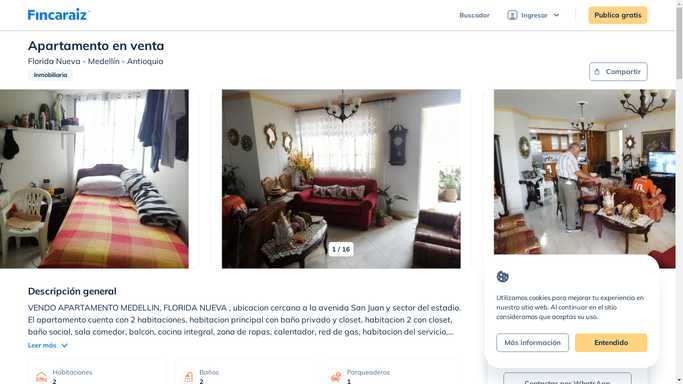 Fincaraiz
Buscador
Ingresar
Publica gratis
Apartamento en venta
Florida Nueva - Medellín - Antioquia
Inmobiliaria
Compartir
1 / 16
Descripción general
VENDO APARTAMENTO MEDELLIN, FLORIDA NUEVA , ubicacion cercana a la avenida San Juan y sector del estadio.
El apartamento cuenta con 2 habitaciones, habitacion principal con baño privado y closet, habitacion 2 con closet,
baño social, sala comedor, balcon, cocina integral, zona de ropas, calentador, red de gas, habitacion del servicio,...
Leer más
Habitaciones
2
Baños
2
Parqueaderos
1
Utilizamos cookies para mejorar tu experiencia en
nuestro sitio web. Al continuar en el sitio
consideramos que aceptas su uso.
Más información
Entendido
Contactar por WhatsApp